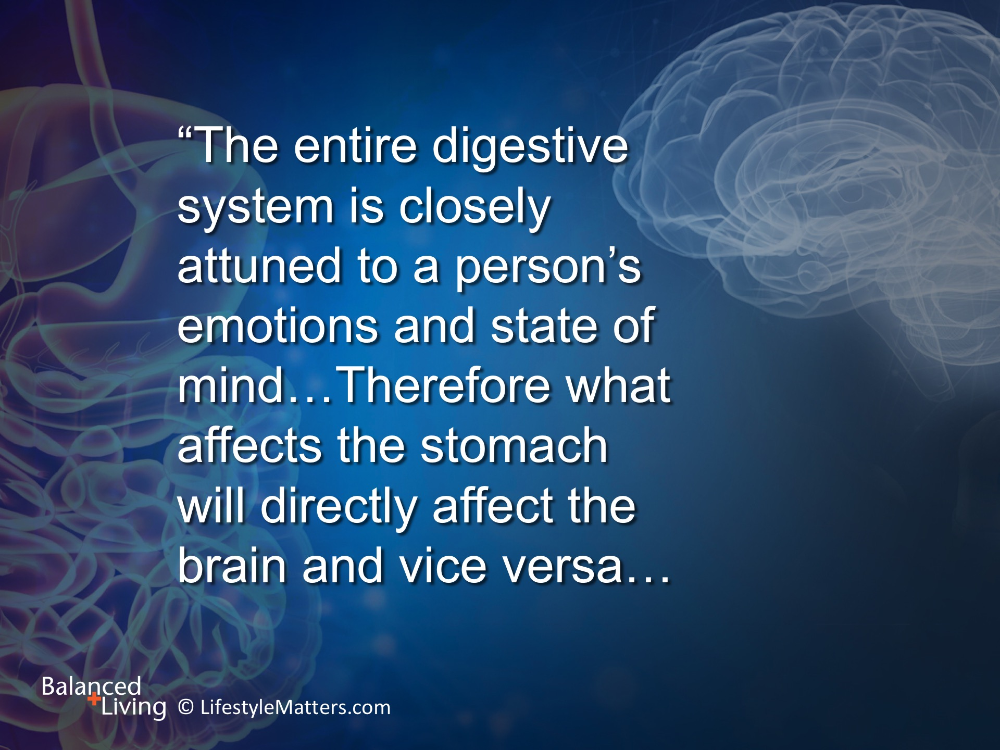 “The entire digestive
system is closely
attuned to a person’s
emotions and state of
mind…Therefore what
affects the stomach
will directly affect the
brain and vice versa…
Balanced
Living © LifestyleMatters.com